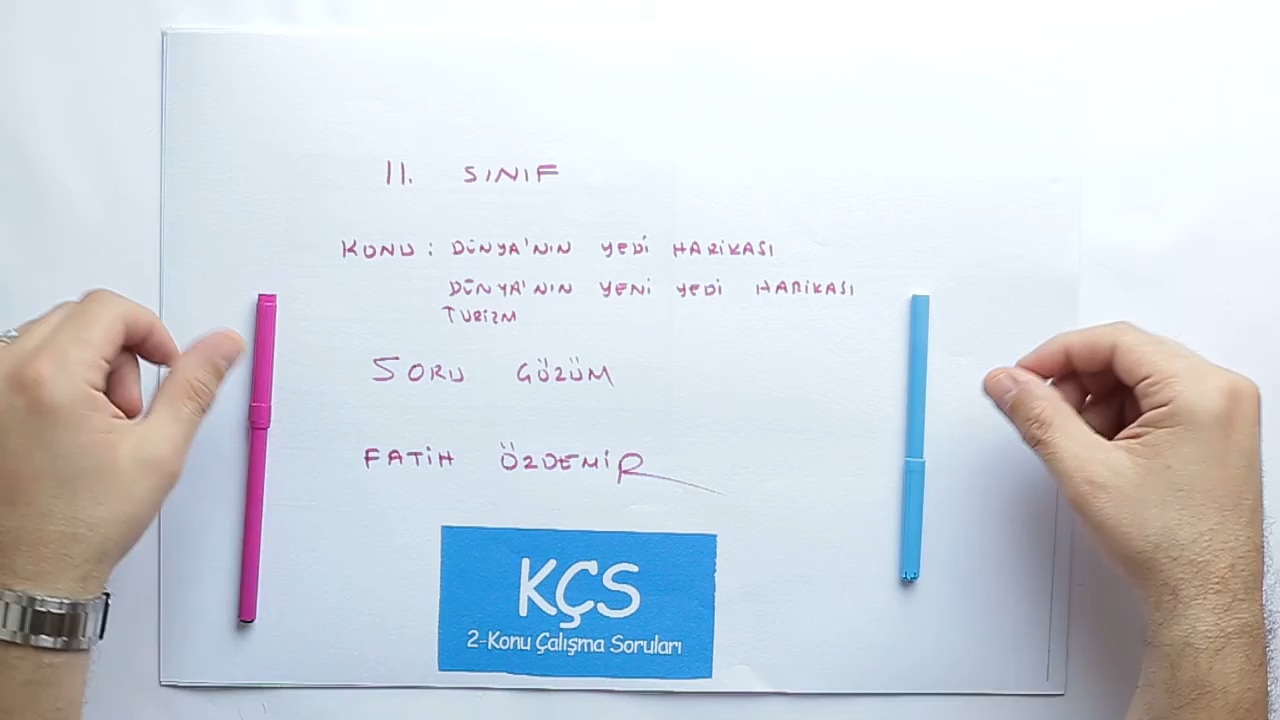 11. SINIF
KONU: DÜNYA'NIN YEDİ HARİKASI
DÜNYA'NIN YENİ YEDİ HARİKASI
TURİZM
SORU ÇÖZÜM
FATİH ÖZDEMİR
KÇS
2-Konu Çalışma Soruları